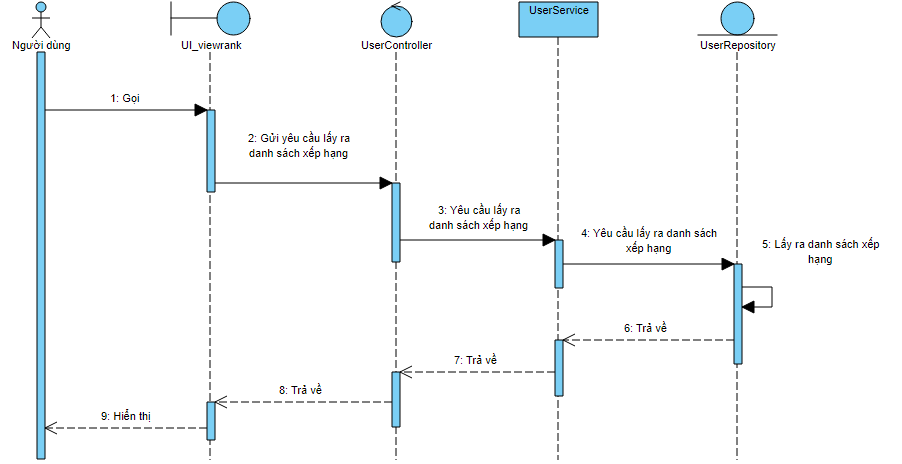 UserService
Người dùng
UI_viewrank
UserController
UserRepository
1: Gọi
2: Gửi yêu cầu lấy ra
danh sách xếp hạng
3: Yêu cầu lấy ra
danh sách xếp hạng
4: Yêu cầu lấy ra danh sách
xếp hạng
5: Lấy ra danh sách xếp
hạng
6: Trả về
7: Trả về
8: Trả về
9: Hiển thị